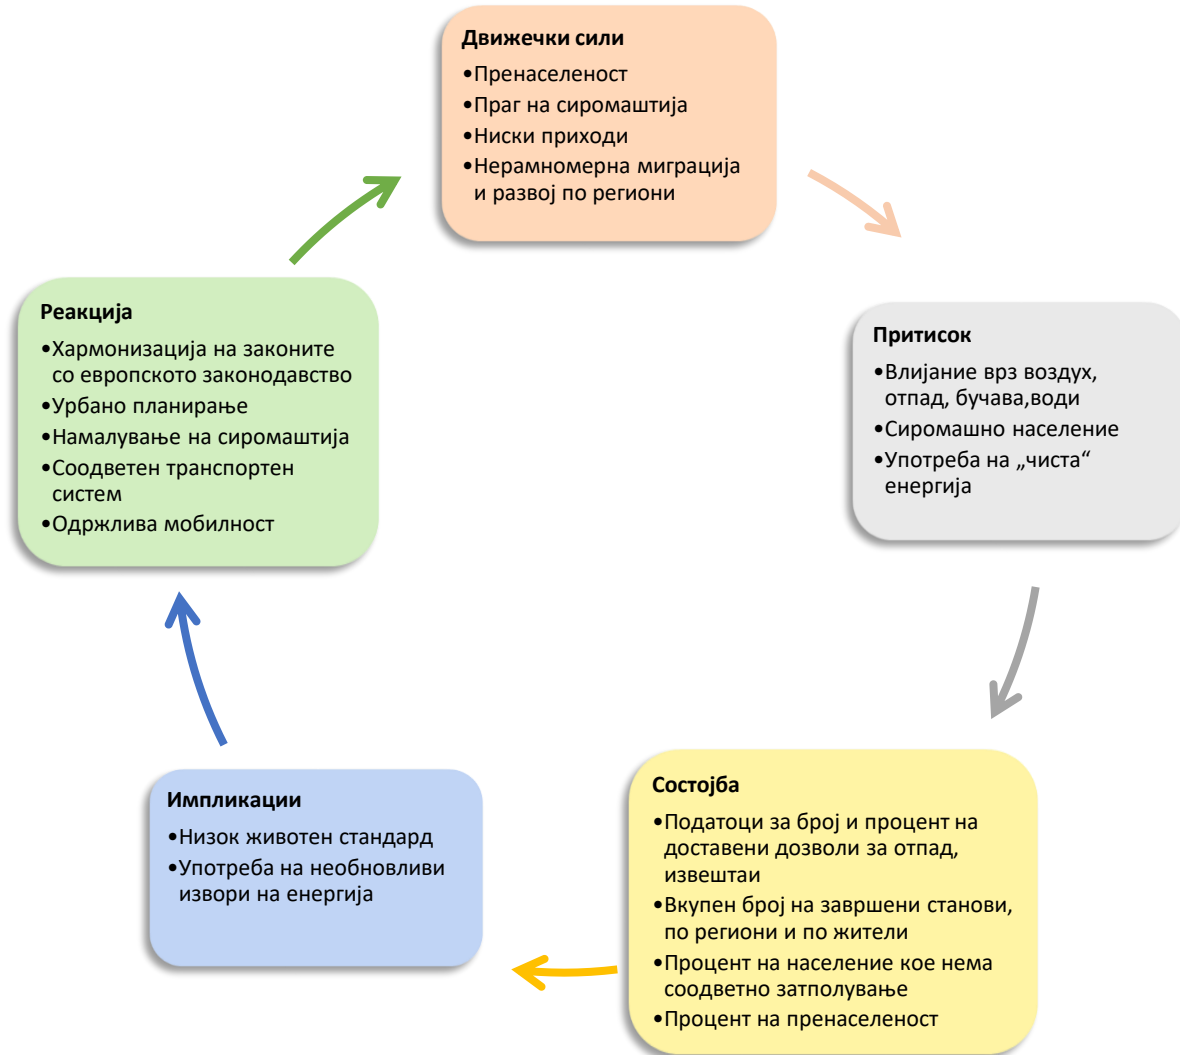 Движечки сили
•Пренаселеност
•Праг на сиромаштија
•Ниски приходи
•Нерамномерна миграција
и развој по региони
Притисок
•Влијание врз воздух,
отпад, бучава,води
•Сиромашно население
•Употреба на „чиста“
енергија
Состојба
•Податоци за број и процент на
доставени дозволи за отпад,
извештаи
•Вкупен број на завршени станови,
по региони и по жители
•Процент на население кое нема
соодветно затполување
•Процент на пренаселеност
Импликации
•Низок животен стандард
•Употреба на необновливи
извори на енергија
Реакција
•Хармонизација на законите
со европското законодавство
•Урбано планирање
•Намалување на сиромаштија
•Соодветен транспортен
систем
•Одржлива мобилност